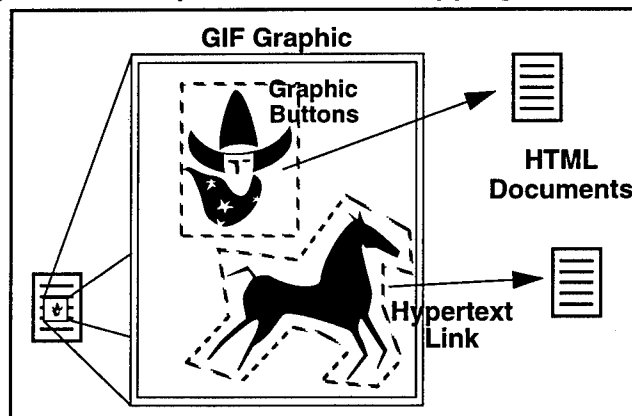 GIF Graphic
Graphic
Buttons
HTML
Documents
Hypertext
Link